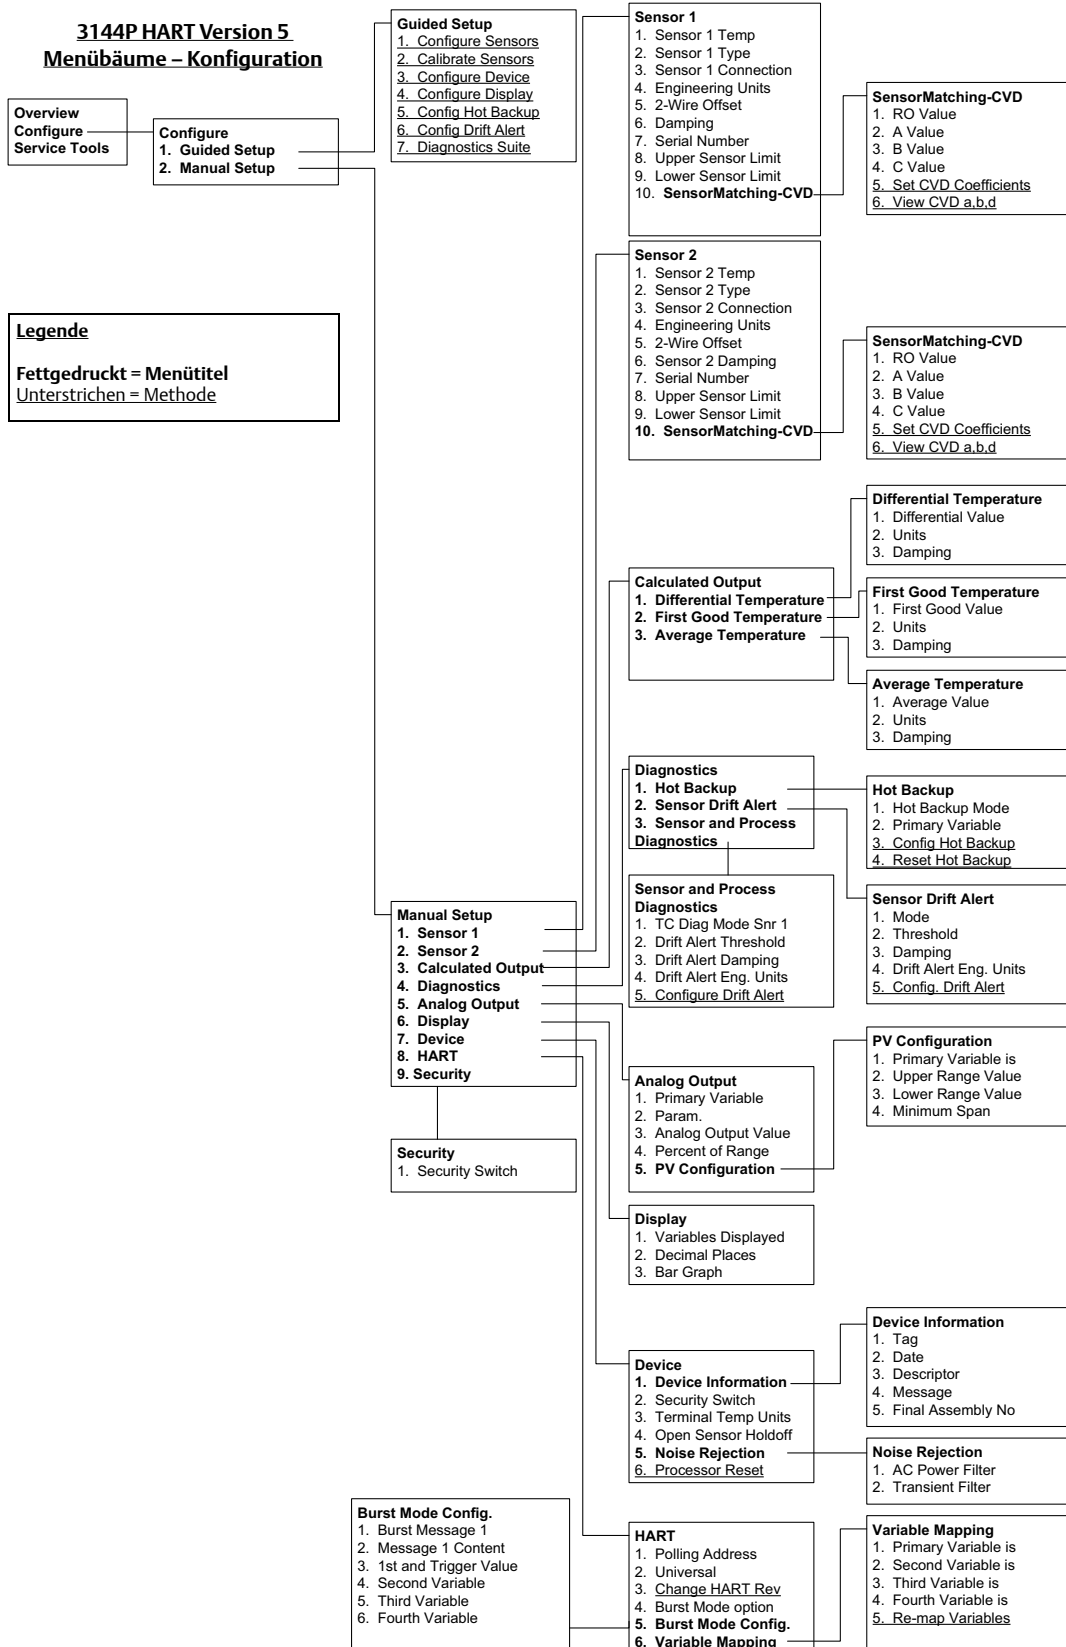 3144P HART Version 5
Menübäume – Konfiguration
Overview
Configure
Service Tools
Configure
1. Guided Setup
2. Manual Setup
Guided Setup
1. Configure Sensors
2. Calibrate Sensors
3. Configure Device
4. Configure Display
5. Config Hot Backup
6. Config Drift Alert
7. Diagnostics Suite
Legende
Fettgedruckt = Menütitel
Unterstrichen = Methode
Sensor 1
1. Sensor 1 Temp
2. Sensor 1 Type
3. Sensor 1 Connection
4. Engineering Units
5. 2-Wire Offset
6. Damping
7. Serial Number
8. Upper Sensor Limit
9. Lower Sensor Limit
10. SensorMatching-CVD
SensorMatching-CVD
1. RO Value
2. A Value
3. B Value
4. C Value
5. Set CVD Coefficients
6. View CVD a,b,d
Sensor 2
1. Sensor 2 Temp
2. Sensor 2 Type
3. Sensor 2 Connection
4. Engineering Units
5. 2-Wire Offset
6. Sensor 2 Damping
7. Serial Number
8. Upper Sensor Limit
9. Lower Sensor Limit
10. SensorMatching-CVD
SensorMatching-CVD
1. RO Value
2. A Value
3. B Value
4. C Value
5. Set CVD Coefficients
6. View CVD a,b,d
Calculated Output
1. Differential Temperature
2. First Good Temperature
3. Average Temperature
Differential Temperature
1. Differential Value
2. Units
3. Damping
First Good Temperature
1. First Good Value
2. Units
3. Damping
Average Temperature
1. Average Value
2. Units
3. Damping
Diagnostics
1. Hot Backup
2. Sensor Drift Alert
3. Sensor and Process
Diagnostics
Hot Backup
1. Hot Backup Mode
2. Primary Variable
3. Config Hot Backup
4. Reset Hot Backup
Sensor and Process
Diagnostics
1. TC Diag Mode Snr 1
2. Drift Alert Threshold
3. Drift Alert Damping
4. Drift Alert Eng. Units
5. Configure Drift Alert
Sensor Drift Alert
1. Mode
2. Threshold
3. Damping
4. Drift Alert Eng. Units
5. Config. Drift Alert
Manual Setup
1. Sensor 1
2. Sensor 2
3. Calculated Output
4. Diagnostics
5. Analog Output
6. Display
7. Device
8. HART
9. Security
Security
1. Security Switch
Analog Output
1. Primary Variable
2. Param.
3. Analog Output Value
4. Percent of Range
5. PV Configuration
PV Configuration
1. Primary Variable is
2. Upper Range Value
3. Lower Range Value
4. Minimum Span
Display
1. Variables Displayed
2. Decimal Places
3. Bar Graph
Device
1. Device Information
2. Security Switch
3. Terminal Temp Units
4. Open Sensor Holdoff
5. Noise Rejection
6. Processor Reset
Device Information
1. Tag
2. Date
3. Descriptor
4. Message
5. Final Assembly No
Noise Rejection
1. AC Power Filter
2. Transient Filter
Burst Mode Config.
1. Burst Message 1
2. Message 1 Content
3. 1st and Trigger Value
4. Second Variable
5. Third Variable
6. Fourth Variable
HART
1. Polling Address
2. Universal
3. Change HART Rev
4. Burst Mode option
5. Burst Mode Config.
6. Variable Mapping
Variable Mapping
1. Primary Variable is
2. Second Variable is
3. Third Variable is
4. Fourth Variable is
5. Re-map Variables